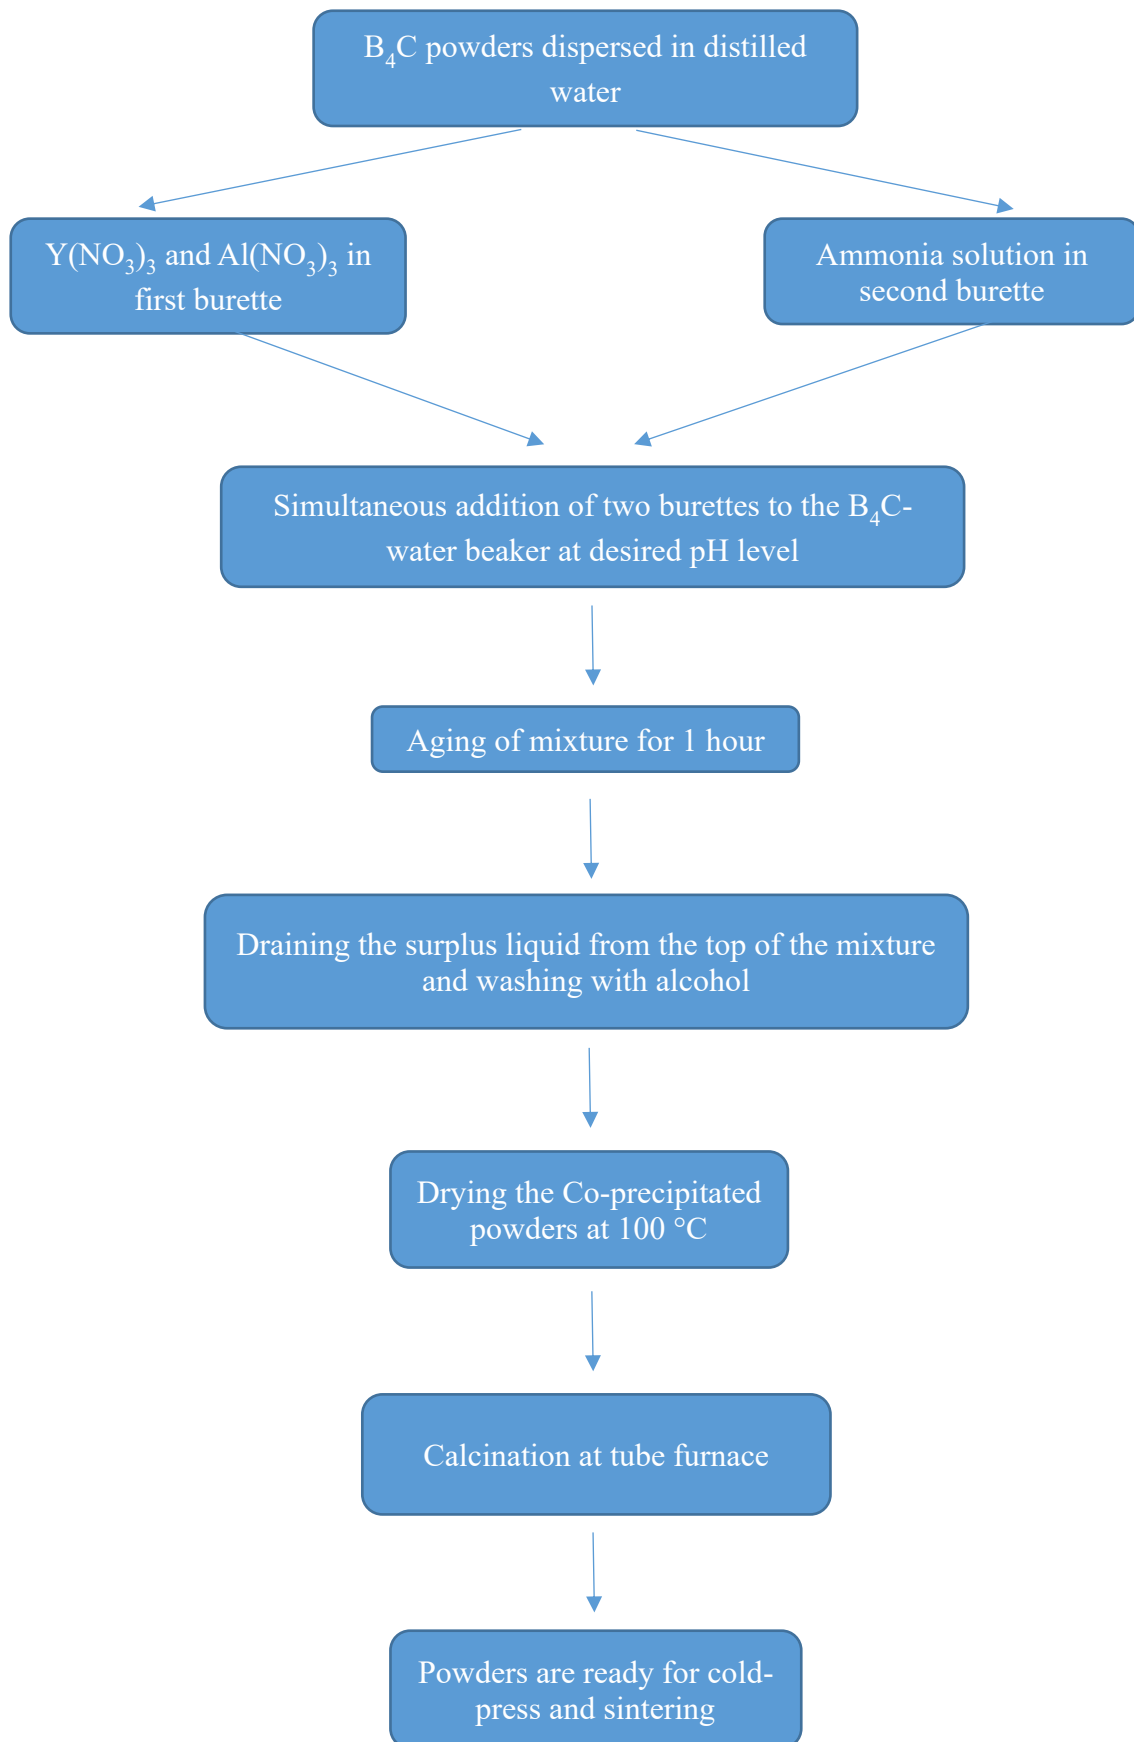 B₄C powders dispersed in distilled
water
Y(NO₃)₃ and Al(NO₃)₃ in
first burette
Ammonia solution in
second burette
Simultaneous addition of two burettes to the B₄C-
water beaker at desired pH level
Aging of mixture for 1 hour
Draining the surplus liquid from the top of the mixture
and washing with alcohol
Drying the Co-precipitated
powders at 100 °C
Calcination at tube furnace
Powders are ready for cold-
press and sintering